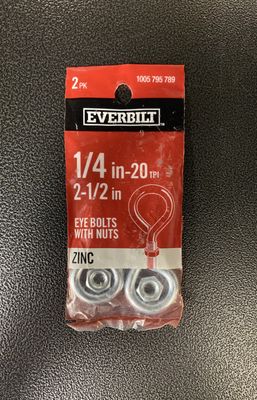 2 PK
1005 795 789
EVERBILT
1/4 in-20 TPI
2-1/2 in
EYE BOLTS
WITH NUTS
ZINC